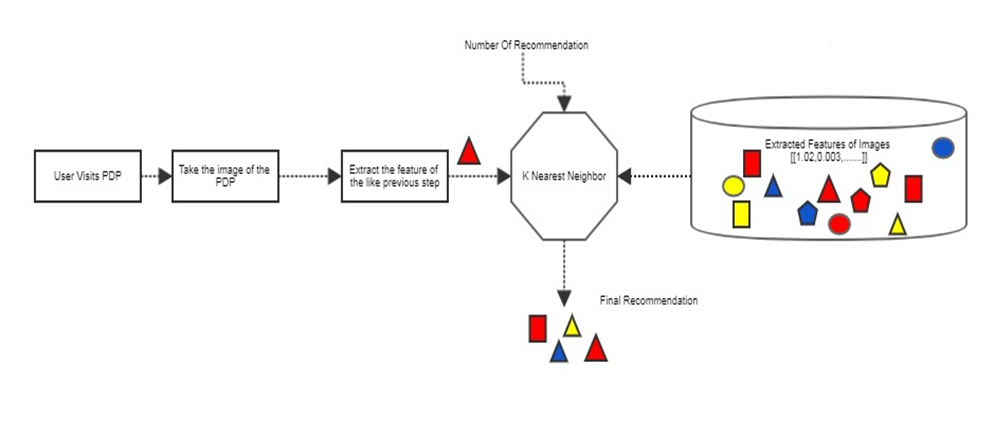 Number Of Recommendation
User Visits PDP
Take the image of the
PDP
Extract the feature of
the like previous step
K Nearest Neighbor
Extracted Features of Images
[[1.02,0.003,.......]]
Final Recommendation